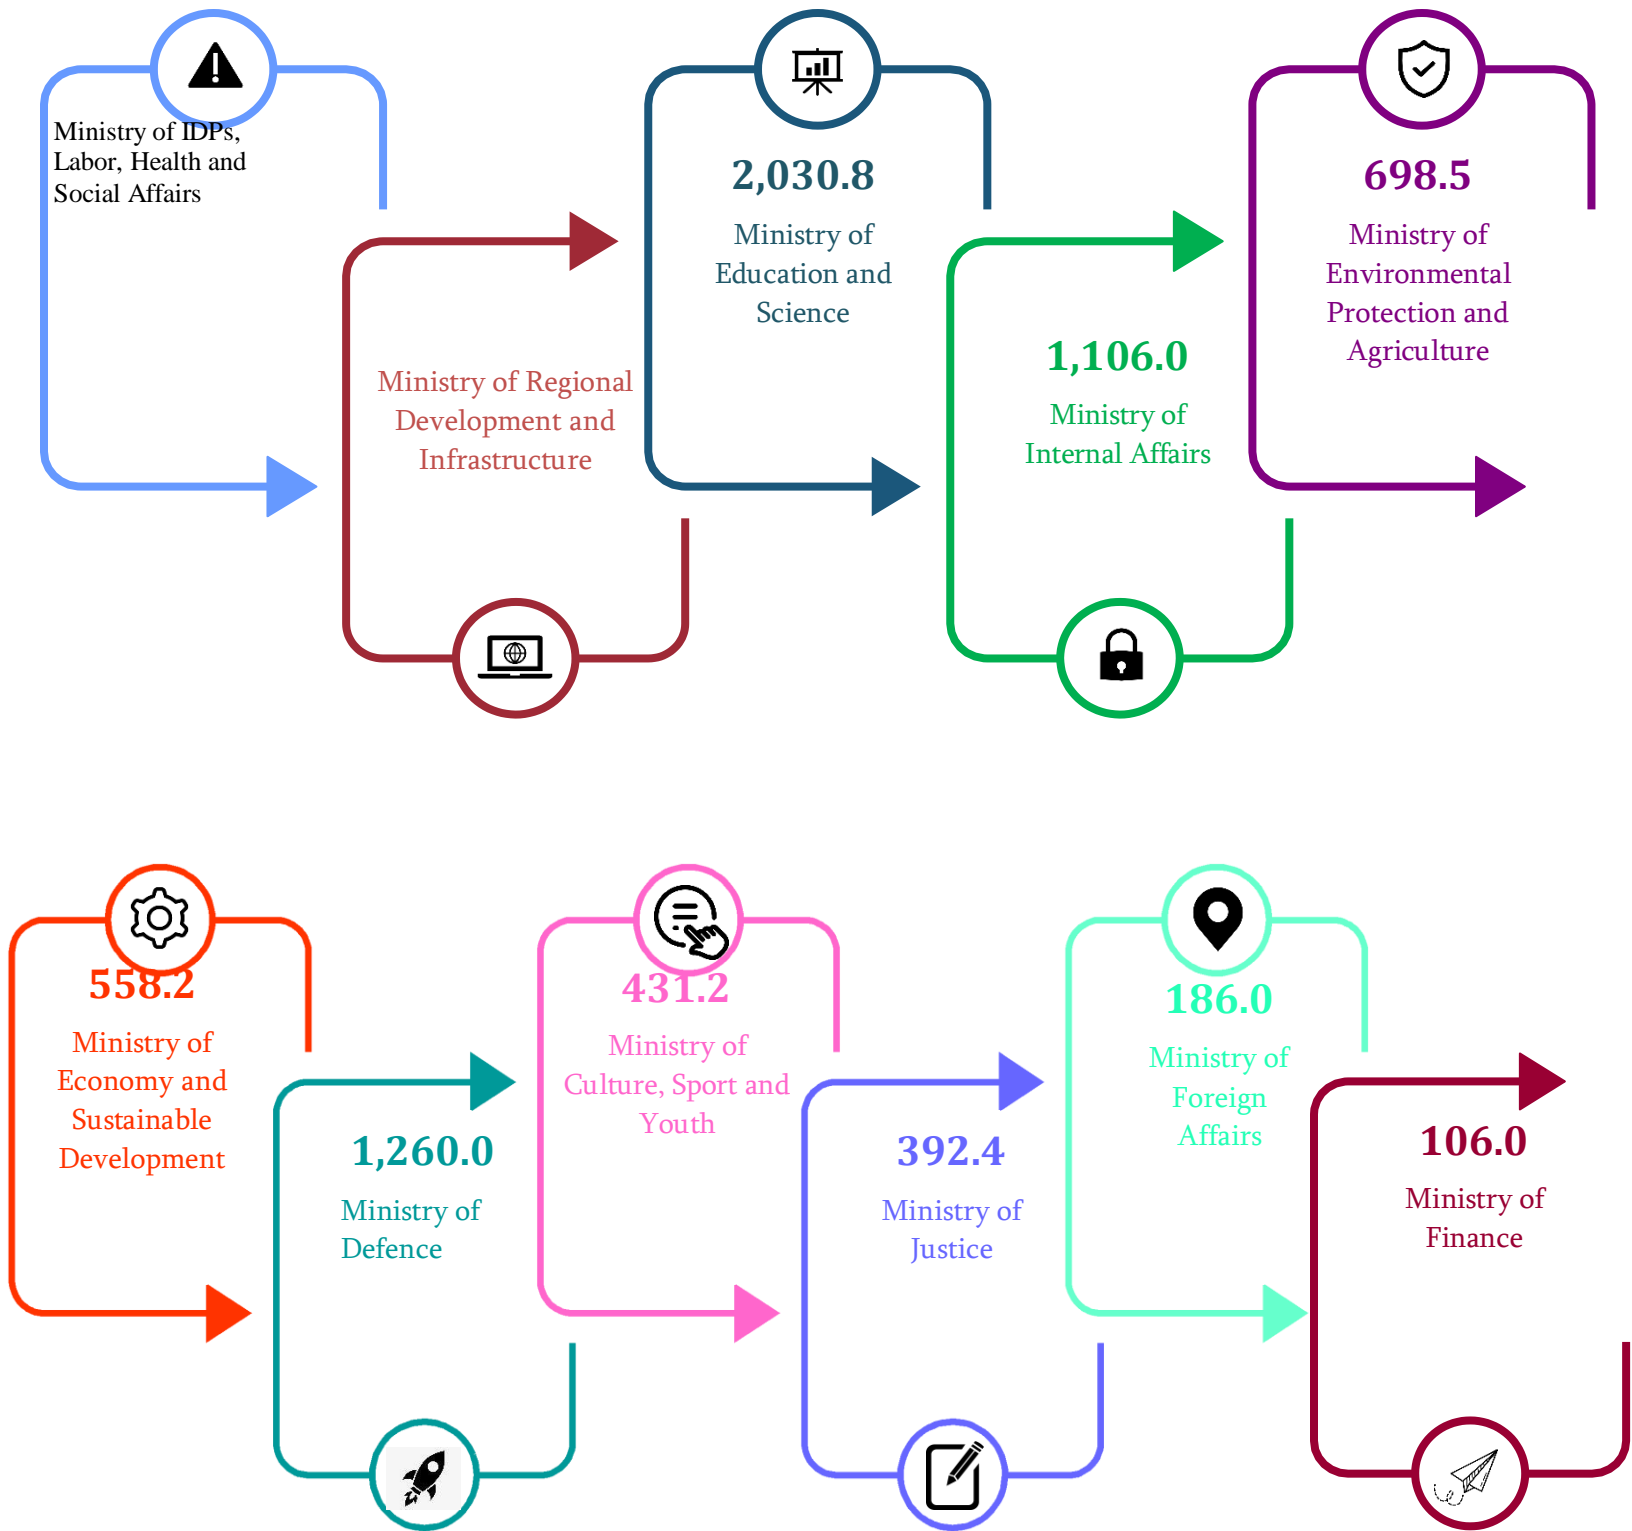 Ministry of IDPs,
Labor, Health and
Social Affairs
Ministry of Regional
Development and
Infrastructure
2,030.8
Ministry of
Education and
Science
1,106.0
Ministry of
Internal Affairs
698.5
Ministry of
Environmental
Protection and
Agriculture
558.2
Ministry of
Economy and
Sustainable
Development
1,260.0
Ministry of
Defence
431.2
Ministry of
Culture, Sport and
Youth
392.4
Ministry of
Justice
186.0
Ministry of
Foreign
Affairs
106.0
Ministry of
Finance